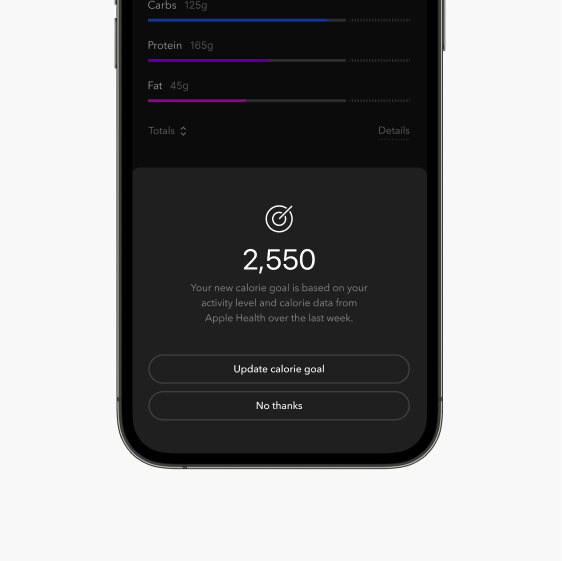 Carbs 125g
Protein 165g
Fat 45g
Totals Details
2,550
Your new calorie goal is based on your
activity level and calorie data from
Apple Health over the last week.
Update calorie goal
No thanks